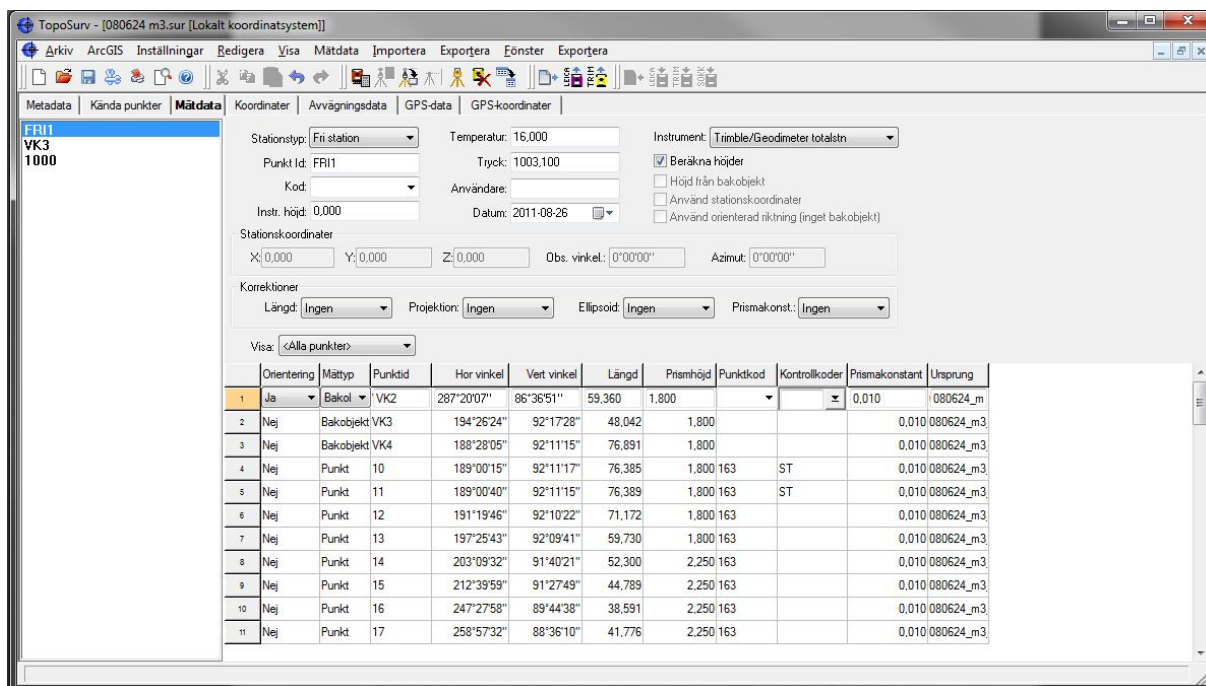 TopoSurv - [080624 m3.sur [Lokalt koordinatsystem]]
Arkiv ArcGIS Inställningar Redigera Visa Mätdata Importera Exportera Fönster Exportera
Metadata Kända punkter Mätdata Koordinater Avvägningsdata GPS-data GPS-koordinater
FRI1
VK3
1000
Stationstyp: Fri station Temperatur: 16,000 Instrument: Trimble/Geodimeter totalstn
Punkt Id: FRI1 Tryck: 1003,100 Beräkna höjder
Kod: Användare: Höjd från bakobjekt
Använd stationskoordinater
Instr. höjd: 0,000 Datum: 2011-08-26 Använd orienterad riktning (inget bakobjekt)
Stationskoordinater
X: 0,000 Y: 0,000 Z: 0,000 Obs. vinkel.: 0°00'00" Azimut: 0°00'00"
Korrektioner
Längd: Ingen Projektion: Ingen Ellipsoid: Ingen Prismakonst.: Ingen
Visa: <Alla punkter>
Orientering Mättyp Punktid Hor vinkel Vert vinkel Längd Prismhöjd Punktkod Kontrollkoder Prismakonstant Ursprung
1 Ja Bakol VK2 287°20'07" 86°36'51" 59,360 1,800 0,010 080624_m
2 Nej Bakobjekt VK3 194°26'24" 92°17'28" 48,042 1,800 0,010 080624_m3
3 Nej Bakobjekt VK4 188°28'05" 92°11'15" 76,891 1,800 0,010 080624_m3
4 Nej Punkt 10 189°00'15" 92°11'17" 76,385 1,800 163 ST 0,010 080624_m3
5 Nej Punkt 11 189°00'40" 92°11'15" 76,389 1,800 163 ST 0,010 080624_m3
6 Nej Punkt 12 191°19'46" 92°10'22" 71,172 1,800 163 0,010 080624_m3
7 Nej Punkt 13 197°25'43" 92°09'41" 59,730 1,800 163 0,010 080624_m3
8 Nej Punkt 14 203°09'32" 91°40'21" 52,300 2,250 163 0,010 080624_m3
9 Nej Punkt 15 212°39'59" 91°27'49" 44,789 2,250 163 0,010 080624_m3
10 Nej Punkt 16 247°27'58" 89°44'38" 38,591 2,250 163 0,010 080624_m3
11 Nej Punkt 17 258°57'32" 88°36'10" 41,776 2,250 163 0,010 080624_m3